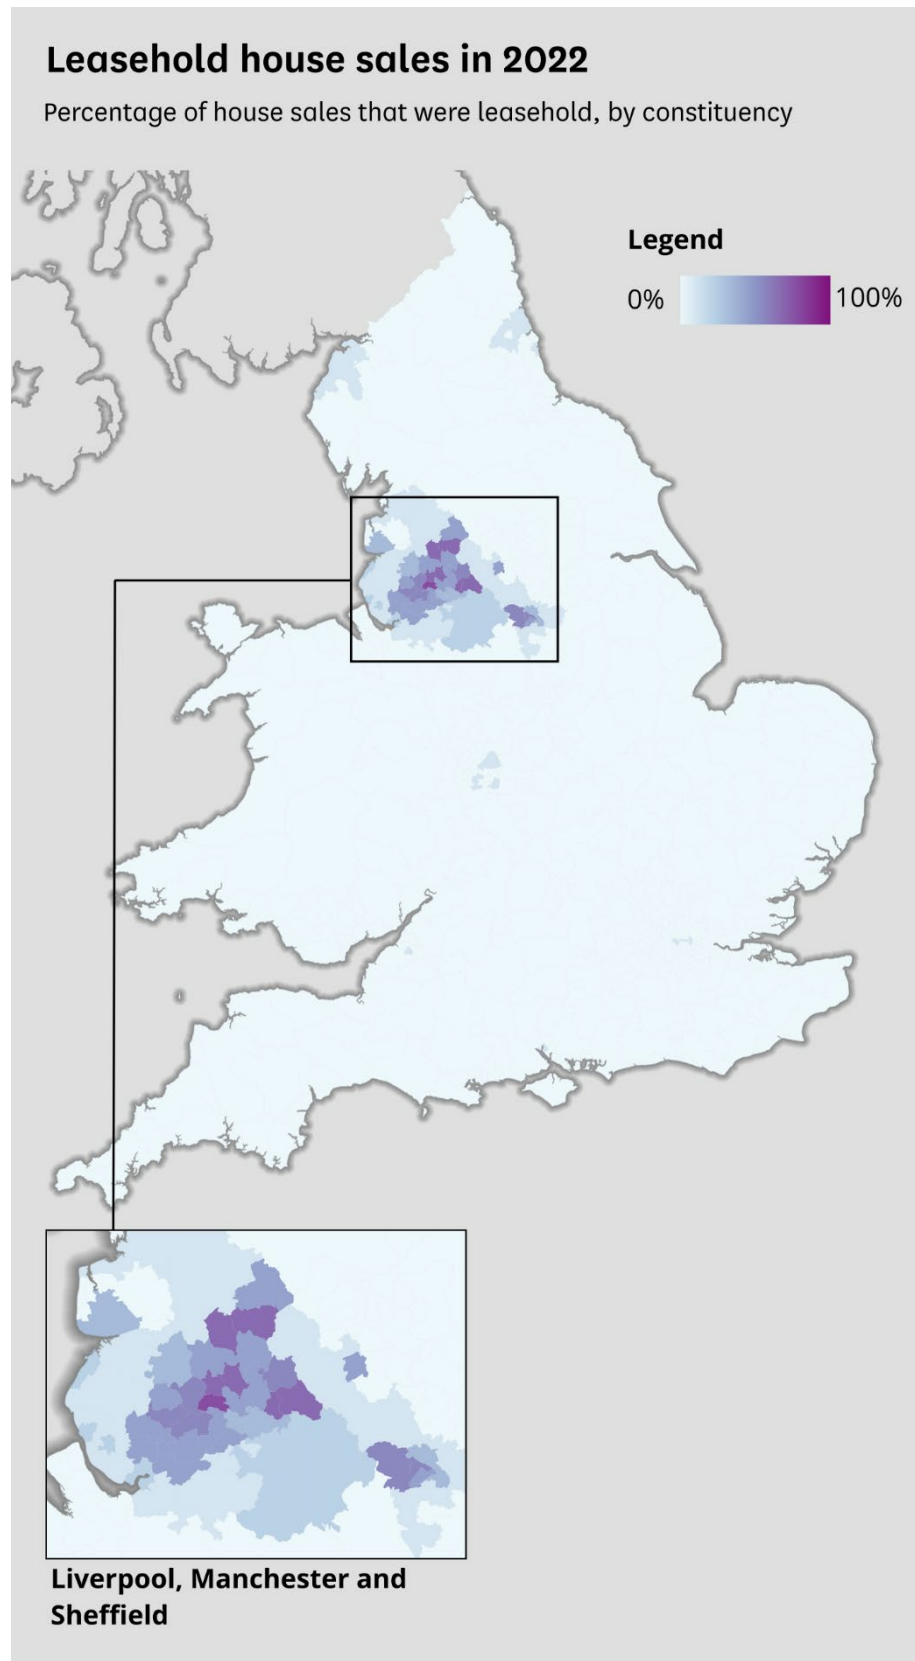 Leasehold house sales in 2022
Percentage of house sales that were leasehold, by constituency
Legend
0% 100%
Liverpool, Manchester and
Sheffield